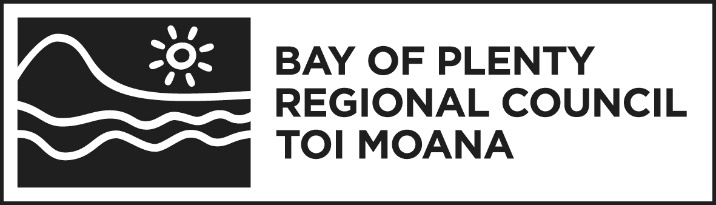 BAY OF PLENTY
REGIONAL COUNCIL
TOI MOANA